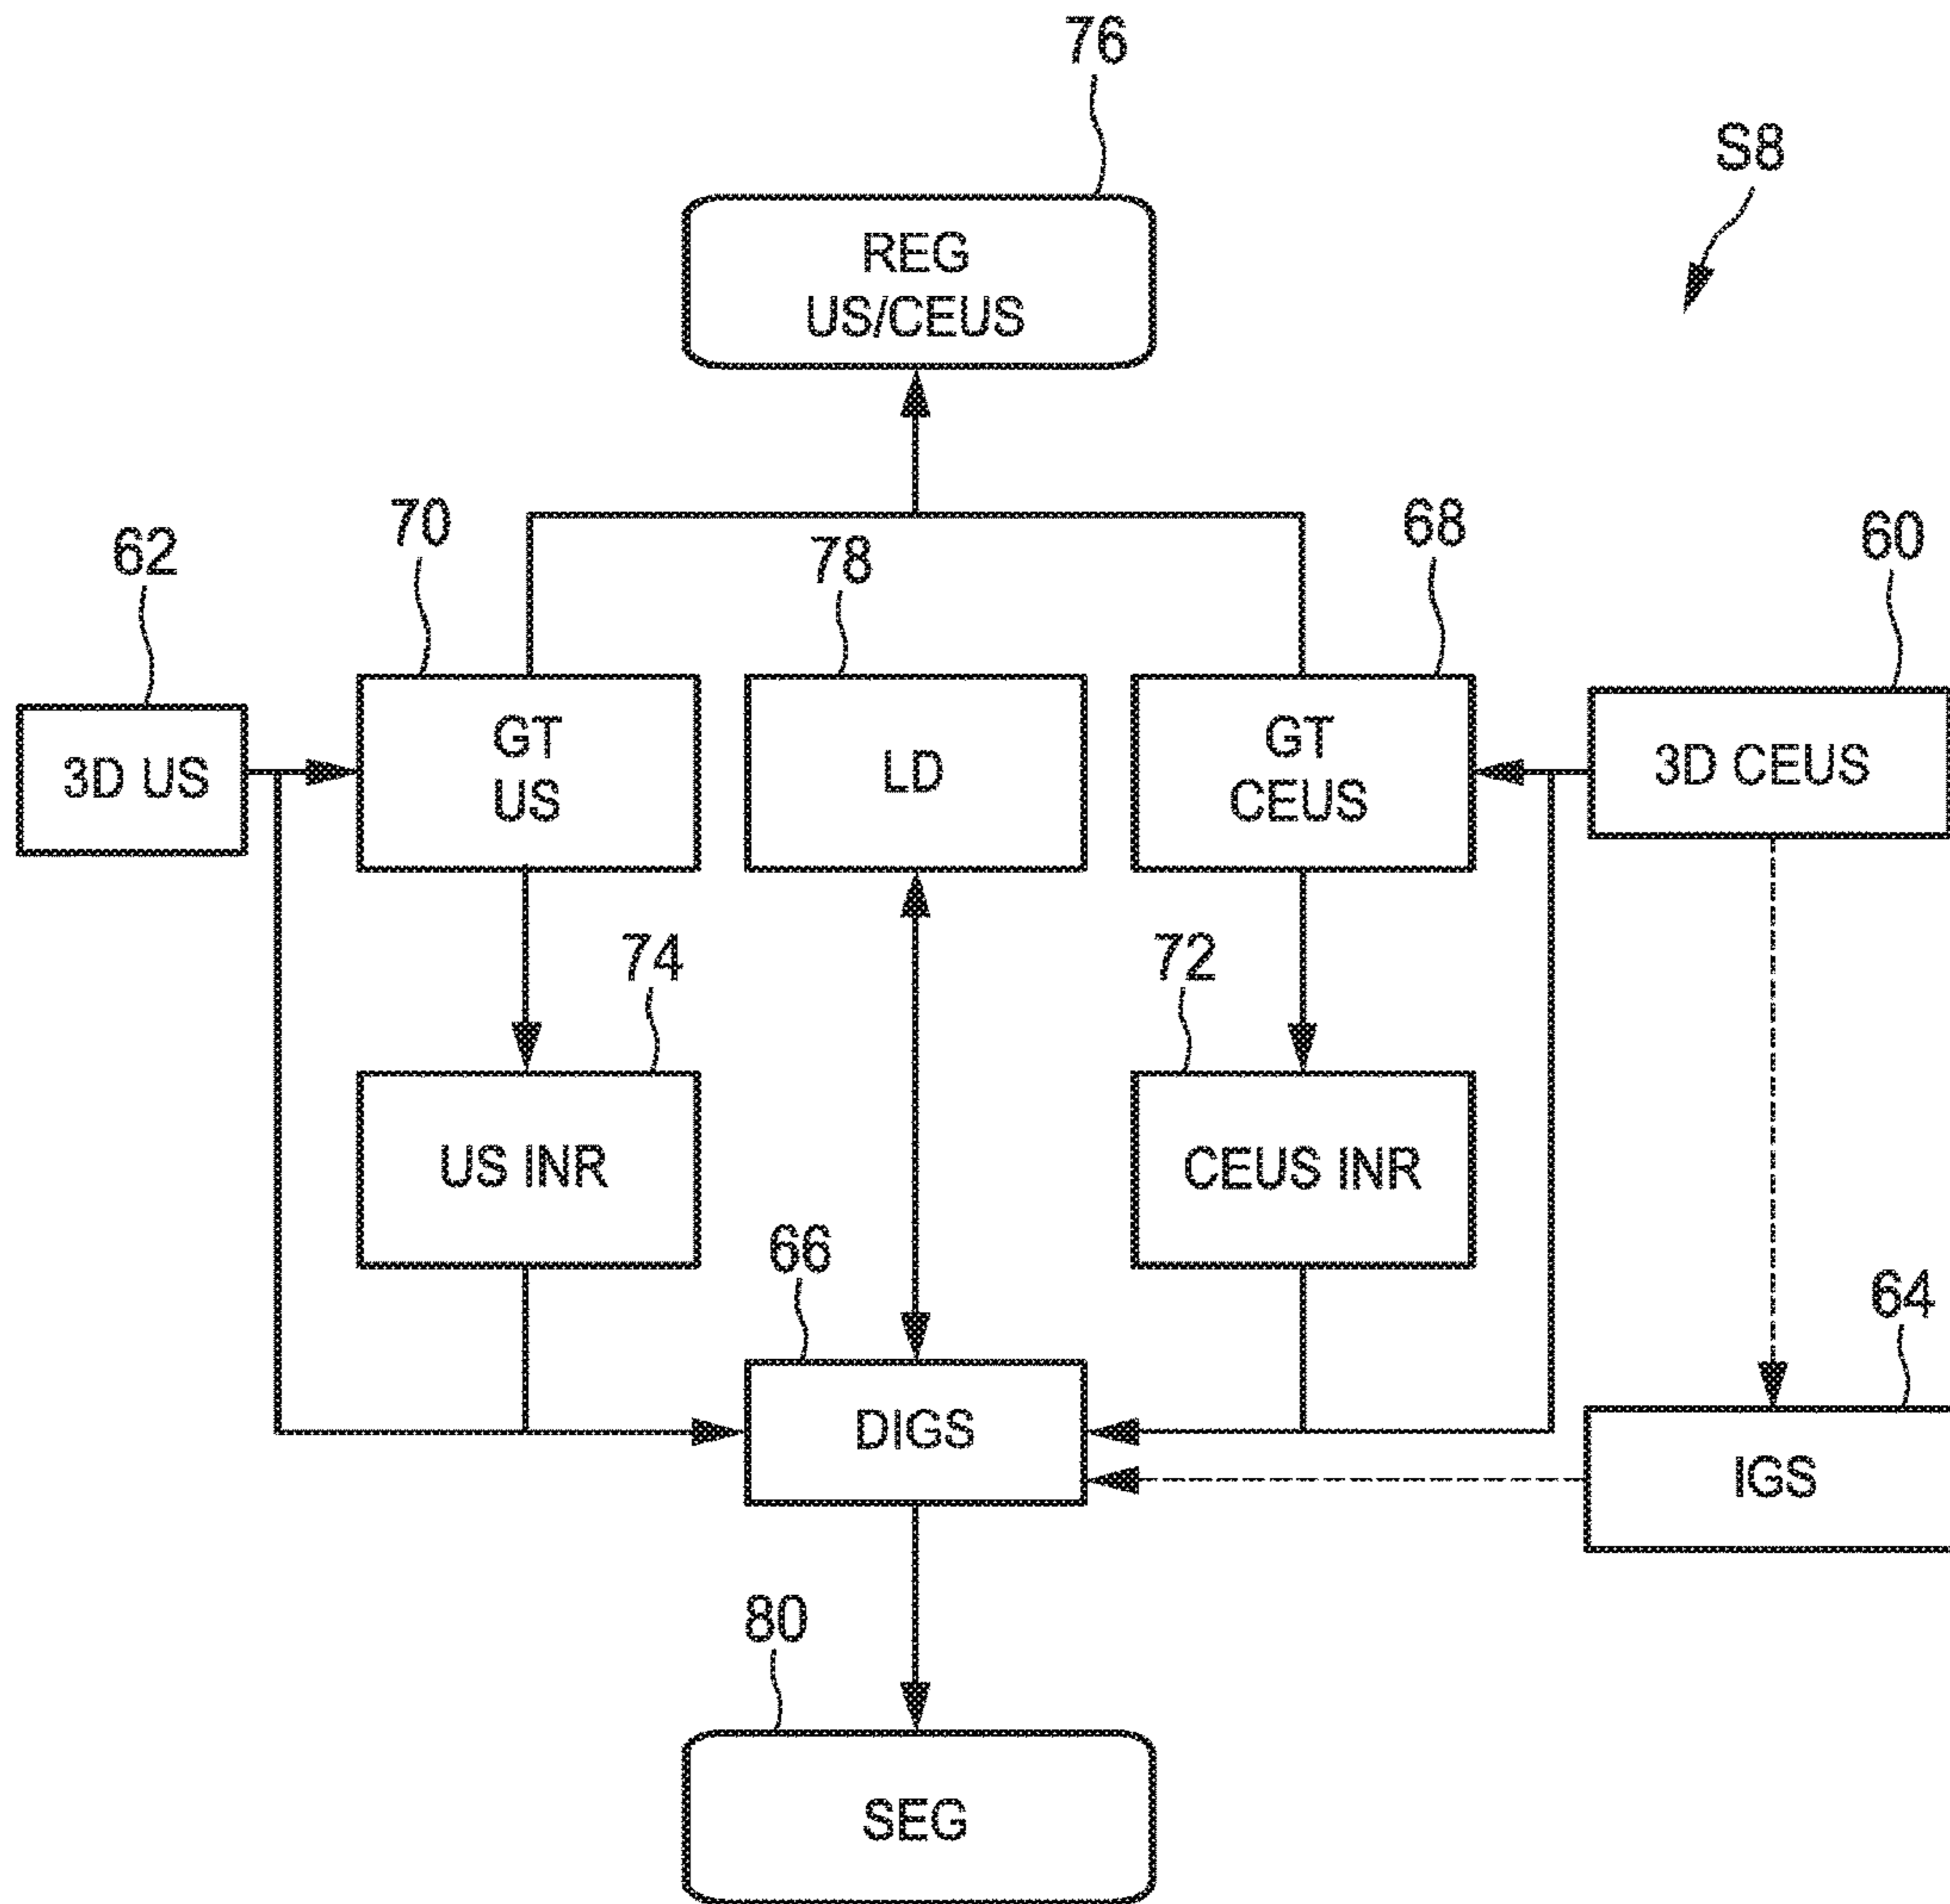 76
S8
REG
US/CEUS
70
68
60
62
78
GT
US
LD
GT
CEUS
3D US
3D CEUS
74
72
US INR
CEUS INR
66
64
DIGS
IGS
80
SEG